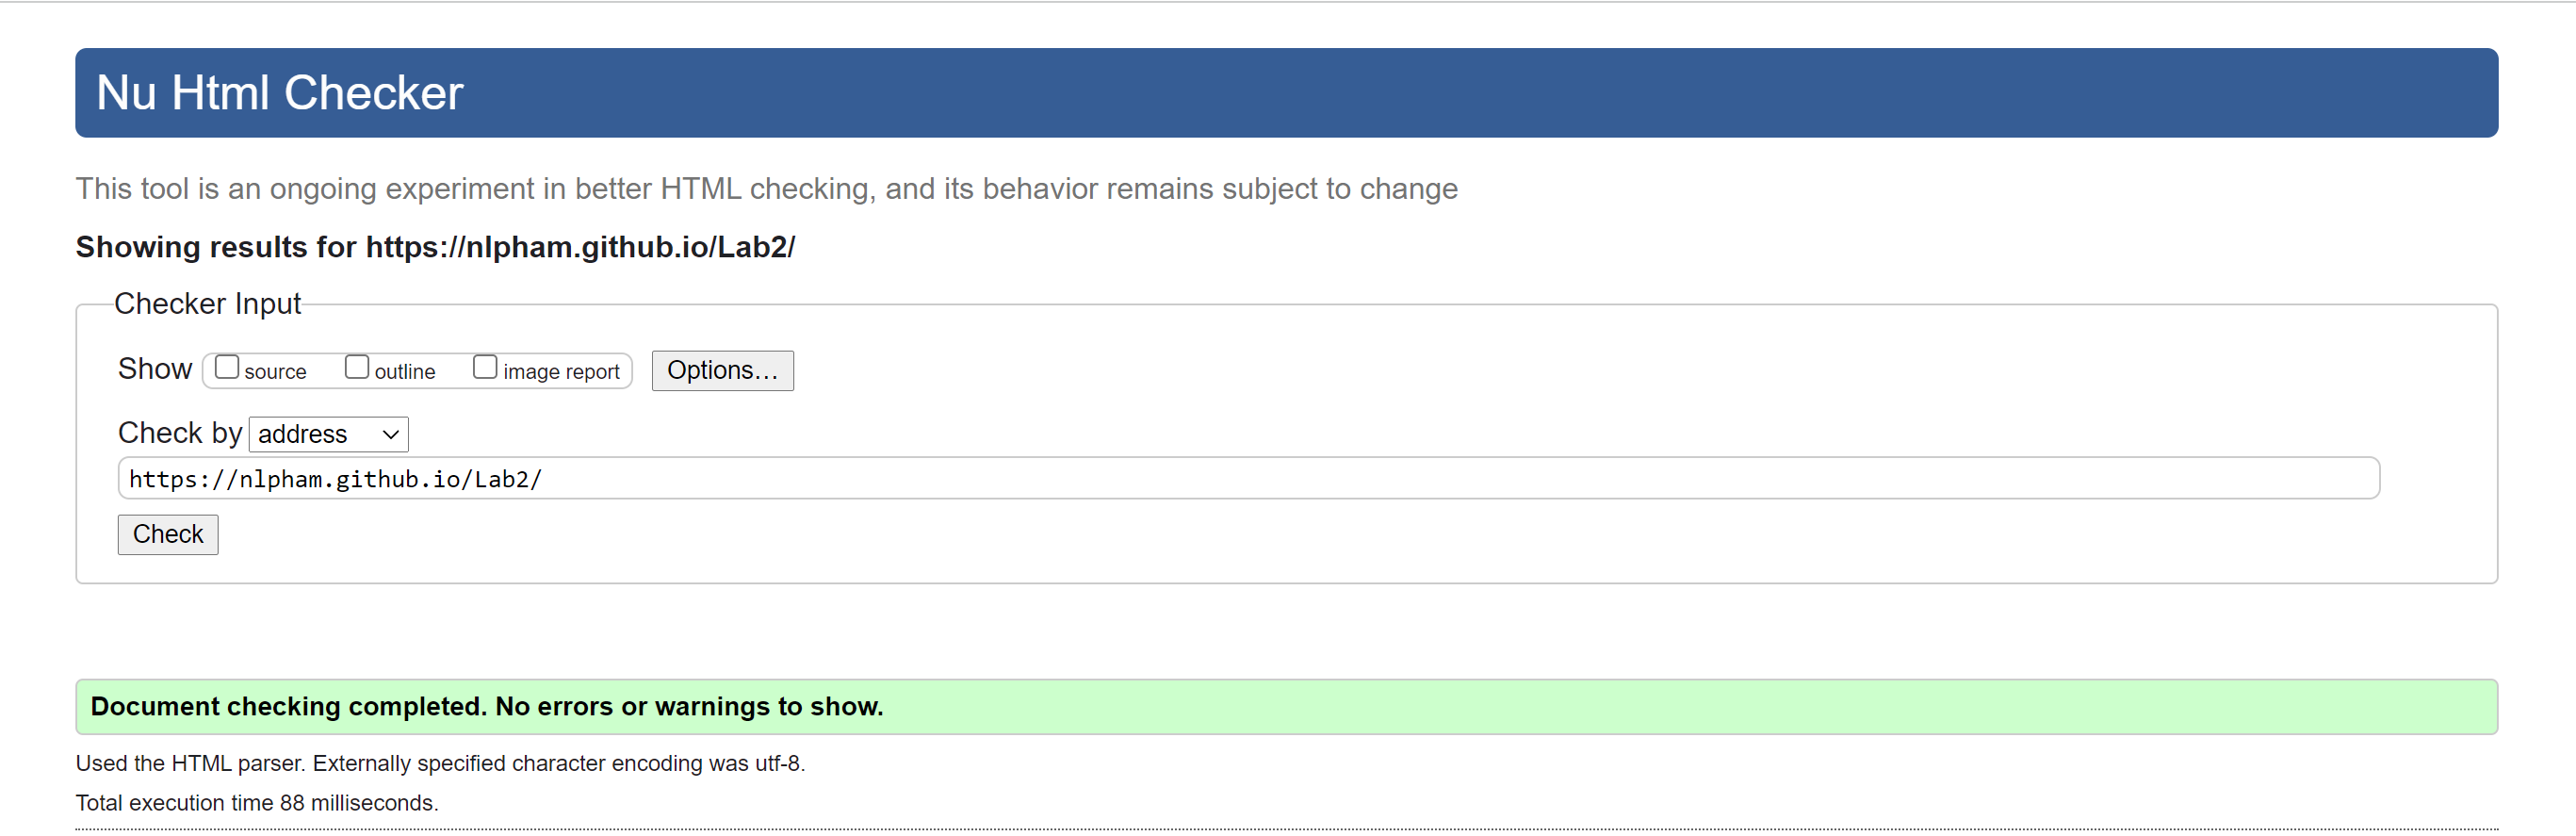 Nu Html Checker
This tool is an ongoing experiment in better HTML checking, and its behavior remains subject to change
Showing results for https://nlpham.github.io/Lab2/
Checker Input
Show source outline image report Options...
Check by address
https://nlpham.github.io/Lab2/
Check
Document checking completed. No errors or warnings to show.
Used the HTML parser. Externally specified character encoding was utf-8.
Total execution time 88 milliseconds.